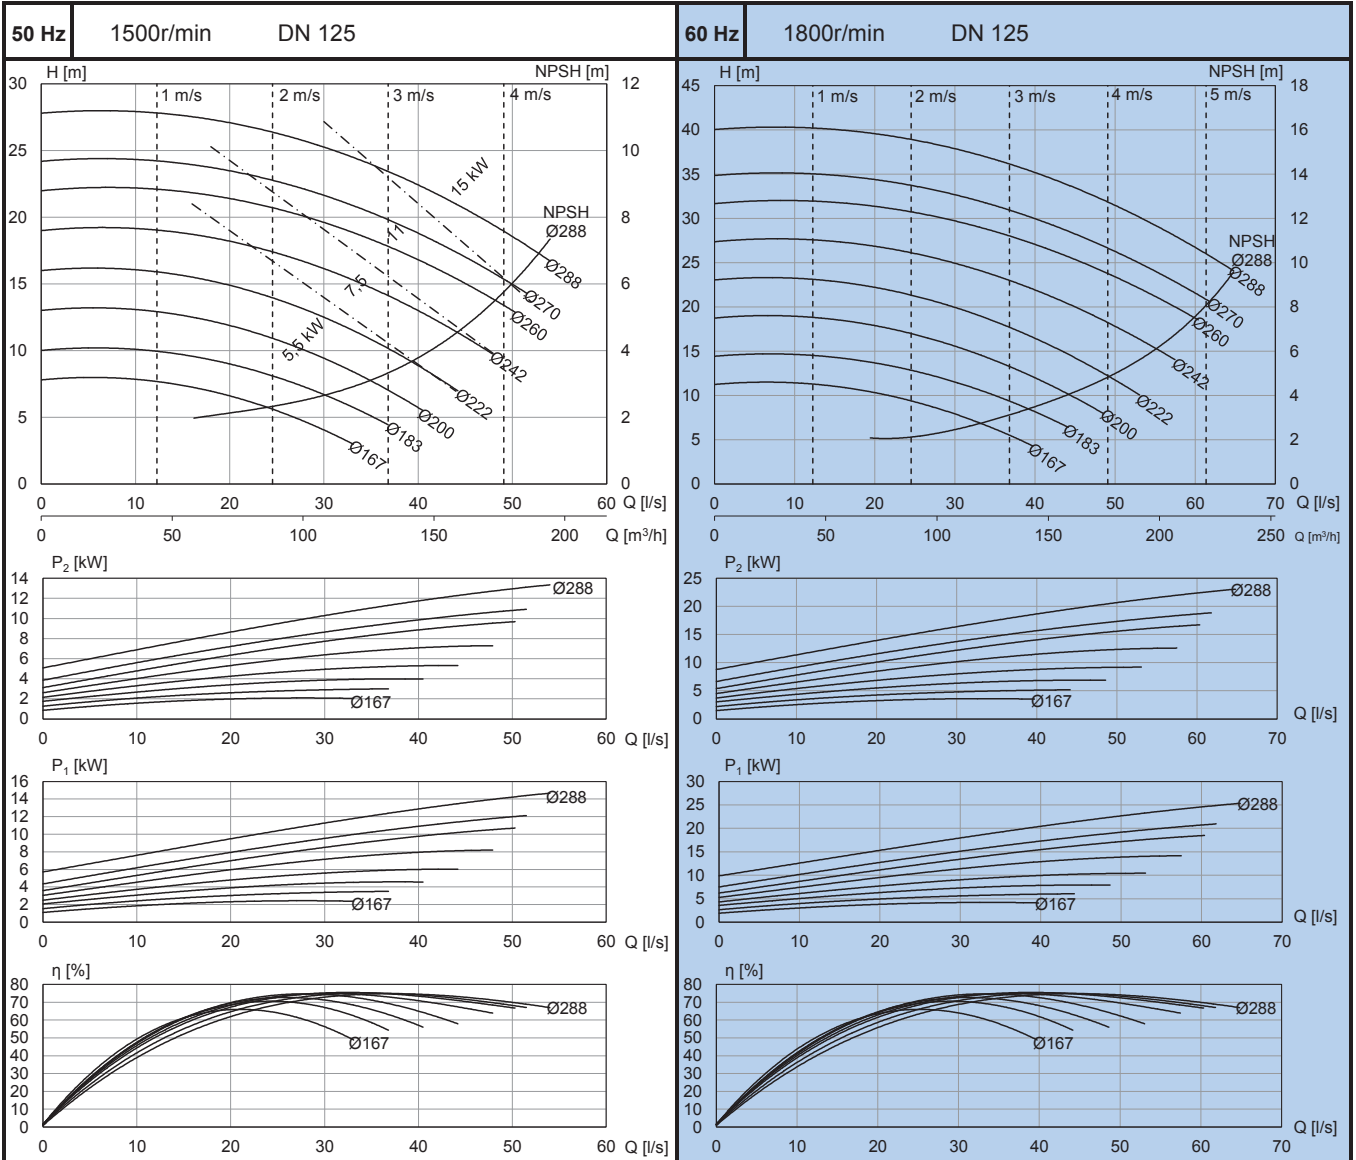 50 Hz 1500r/min DN 125
H [m] NPSH [m]
30 12
1 m/s 2 m/s 3 m/s 4 m/s
25 10
15 kW
20 8
NPSH
Ø288
11
15 6
7,5
Ø288
Ø270
Ø260
5,5 kW
10 4
Ø242
Ø222
5 2
Ø200
Ø183
Ø167
0 0
0 10 20 30 40 50 60 Q [l/s]
0 50 100 150 200 Q [m³/h]
P2 [kW]
14
12
10
8
6
4
2
0
Ø288
Ø167
0 10 20 30 40 50 60 Q [l/s]
P1 [kW]
16
14
12
10
8
6
4
2
0
Ø288
Ø167
0 10 20 30 40 50 60 Q [l/s]
η [%]
80
70
60
50
40
30
20
10
0
Ø288
Ø167
0 10 20 30 40 50 60 Q [l/s]
60 Hz 1800r/min DN 125
H [m] NPSH [m]
45 18
1 m/s 2 m/s 3 m/s 4 m/s 5 m/s
40 16
35 14
30 12
NPSH
Ø288
25 10
Ø288
20 8
Ø270
Ø260
15 6
Ø242
10 4
Ø222
Ø200
Ø183
5 2
Ø167
0 0
0 10 20 30 40 50 60 70 Q [l/s]
0 50 100 150 200 250 Q [m³/h]
P2 [kW]
25
20
15
10
5
0
Ø288
Ø167
0 10 20 30 40 50 60 70 Q [l/s]
P1 [kW]
30
25
20
15
10
5
0
Ø288
Ø167
0 10 20 30 40 50 60 70 Q [l/s]
η [%]
80
70
60
50
40
30
20
10
0
Ø288
Ø167
0 10 20 30 40 50 60 70 Q [l/s]